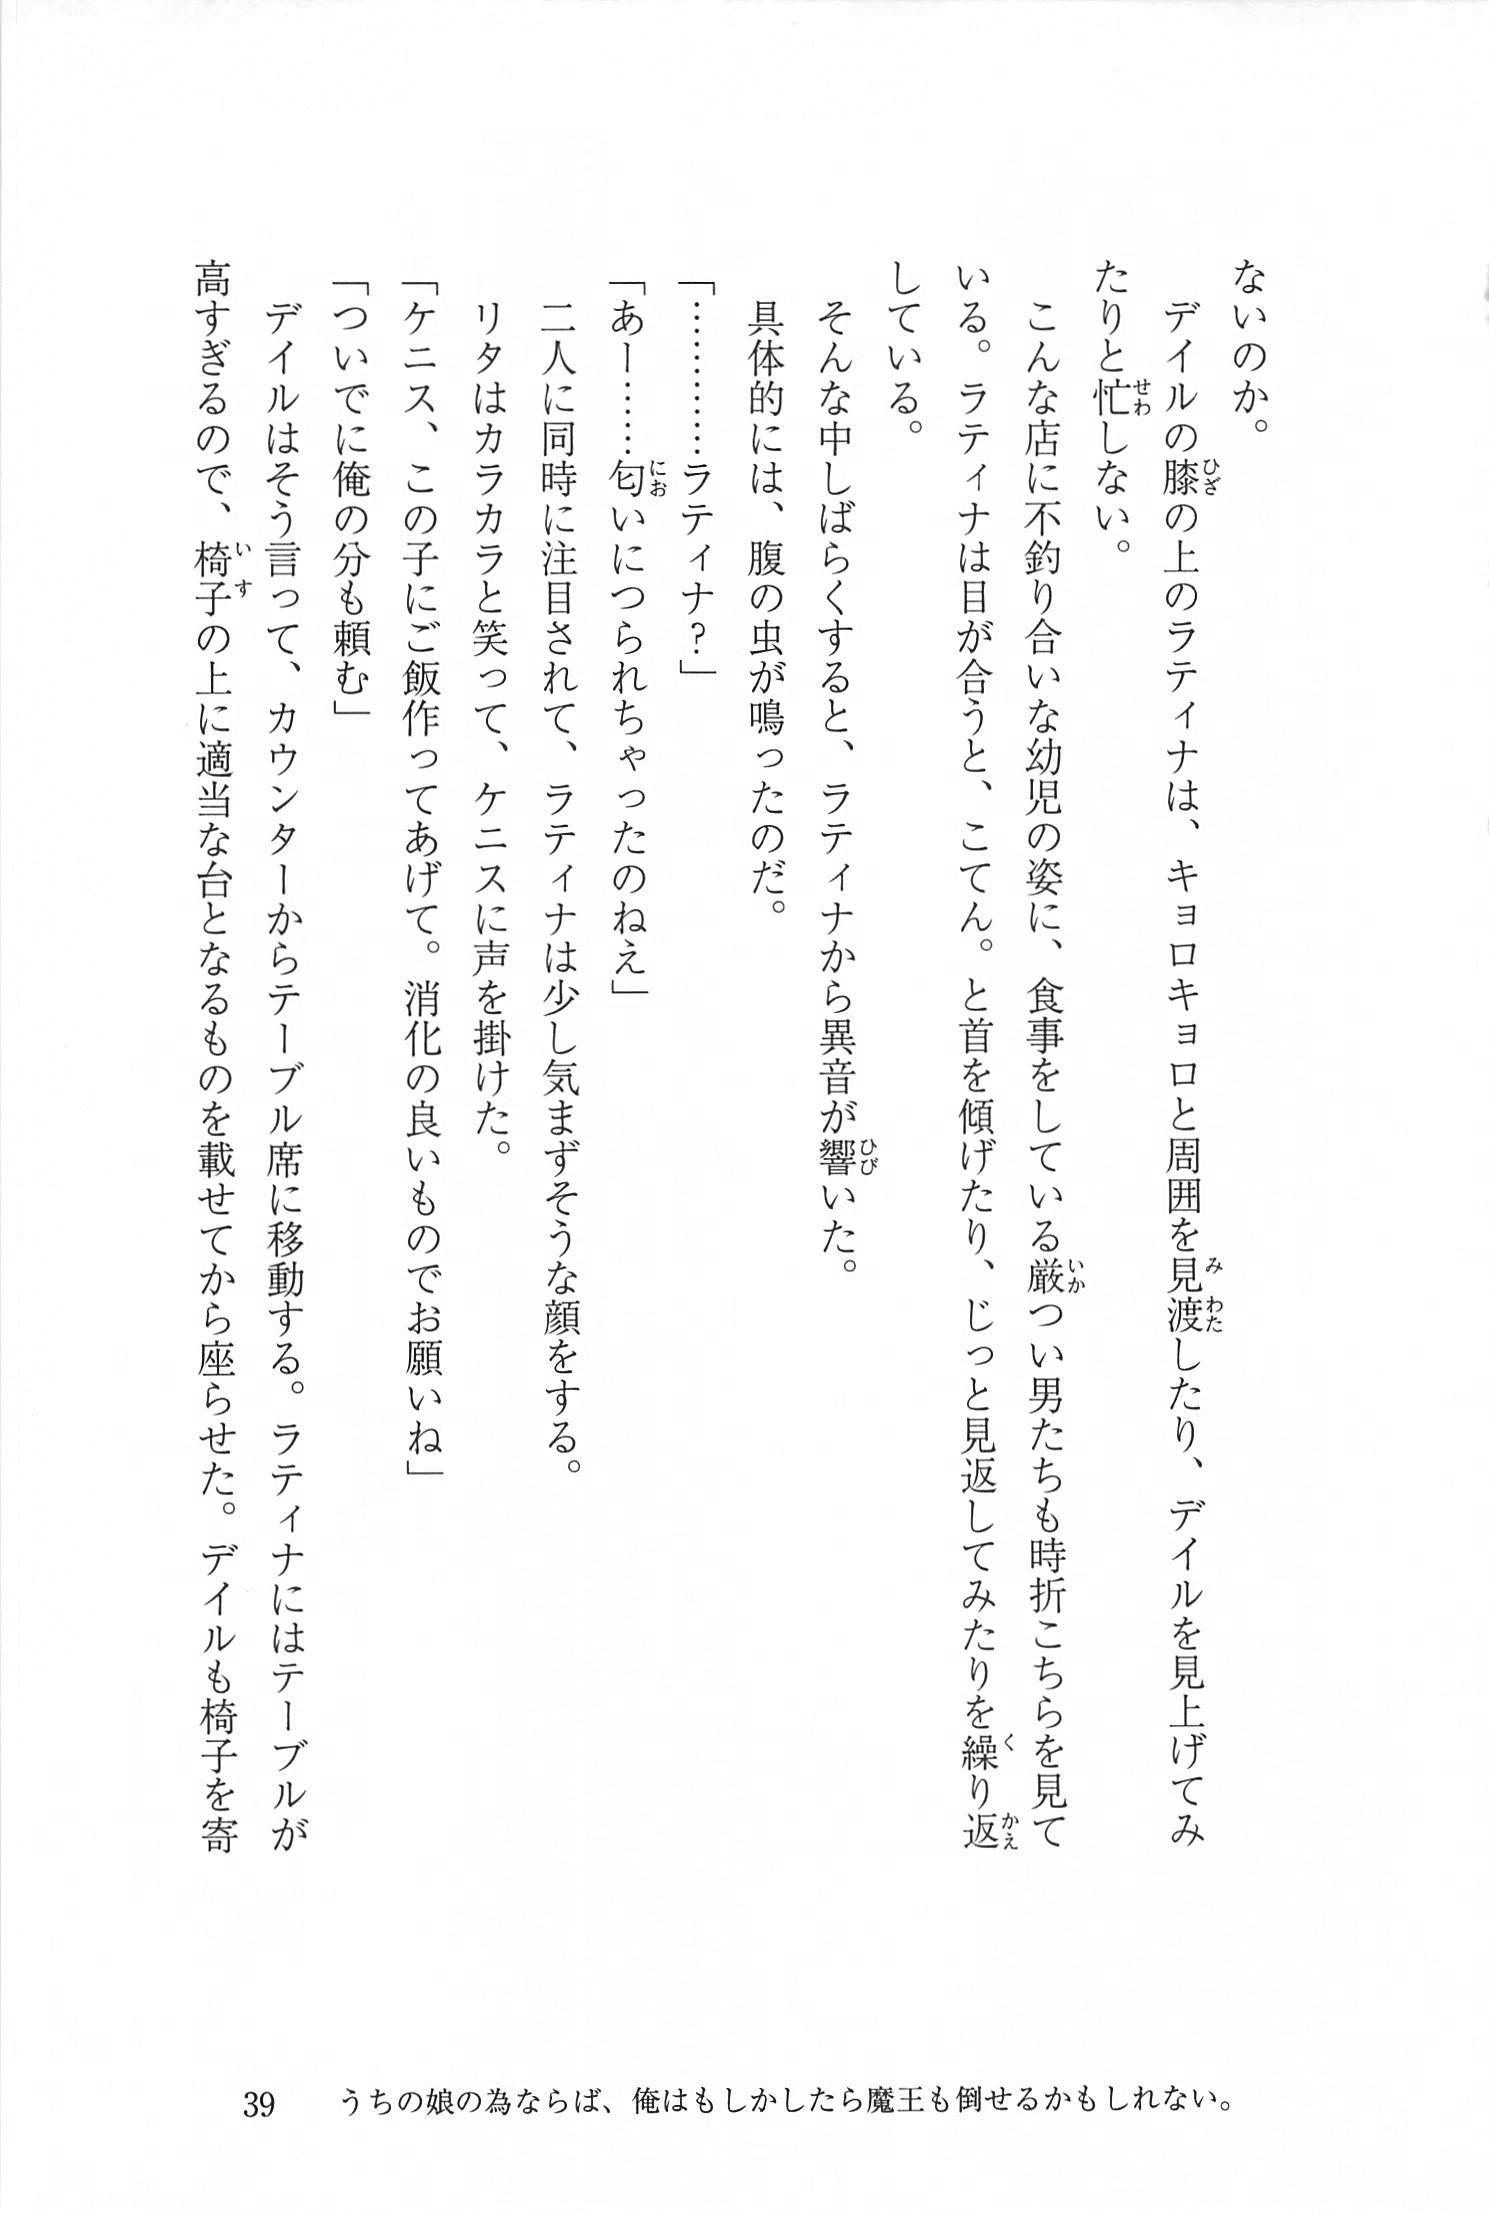 ないのか。
　デイルの膝の上のラティナは、キョロキョロと周囲を見渡したり、デイルを見上げてみ
たりと忙しない。
　こんな店に不釣り合いな幼児の姿に、食事をしている厳つい男たちも時折こちらを見て
いる。ラティナは目が合うと、こてん。と首を傾げたり、じっと見返してみたりを繰り返
している。
　そんな中しばらくすると、ラティナから異音が響いた。
　具体的には、腹の虫が鳴ったのだ。
「…………ラティナ？」
「あー……匂いにつられちゃったのねえ」
　二人に同時に注目されて、ラティナは少し気まずそうな顔をする。
　リタはカラカラと笑って、ケニスに声を掛けた。
「ケニス、この子にご飯作ってあげて。消化の良いものでお願いね」
「ついでに俺の分も頼む」
　デイルはそう言って、カウンターからテーブル席に移動する。ラティナにはテーブルが
高すぎるので、椅子の上に適当な台となるものを載せてから座らせた。デイルも椅子を寄
39　うちの娘の為ならば、俺はもしかしたら魔王も倒せるかもしれない。